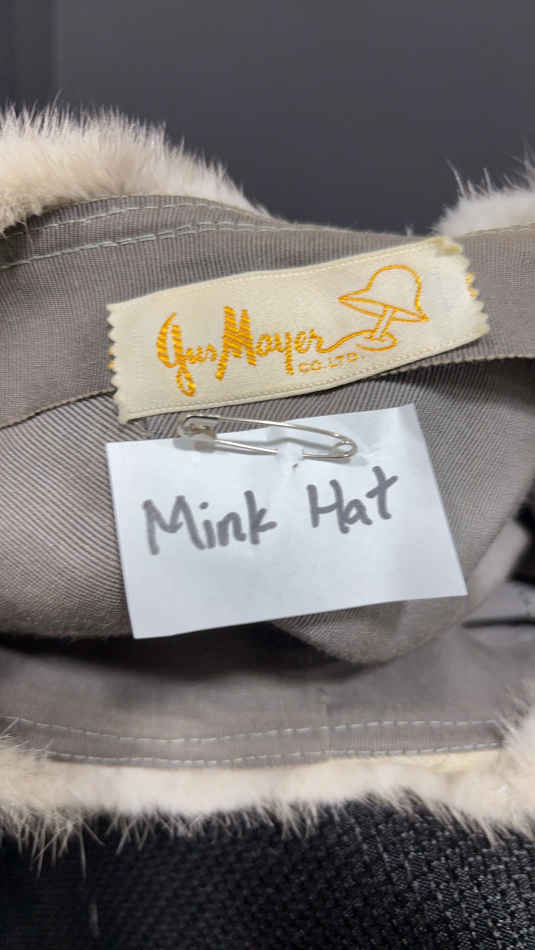 Gus Mayer
CO. LTD.
Mink Hat